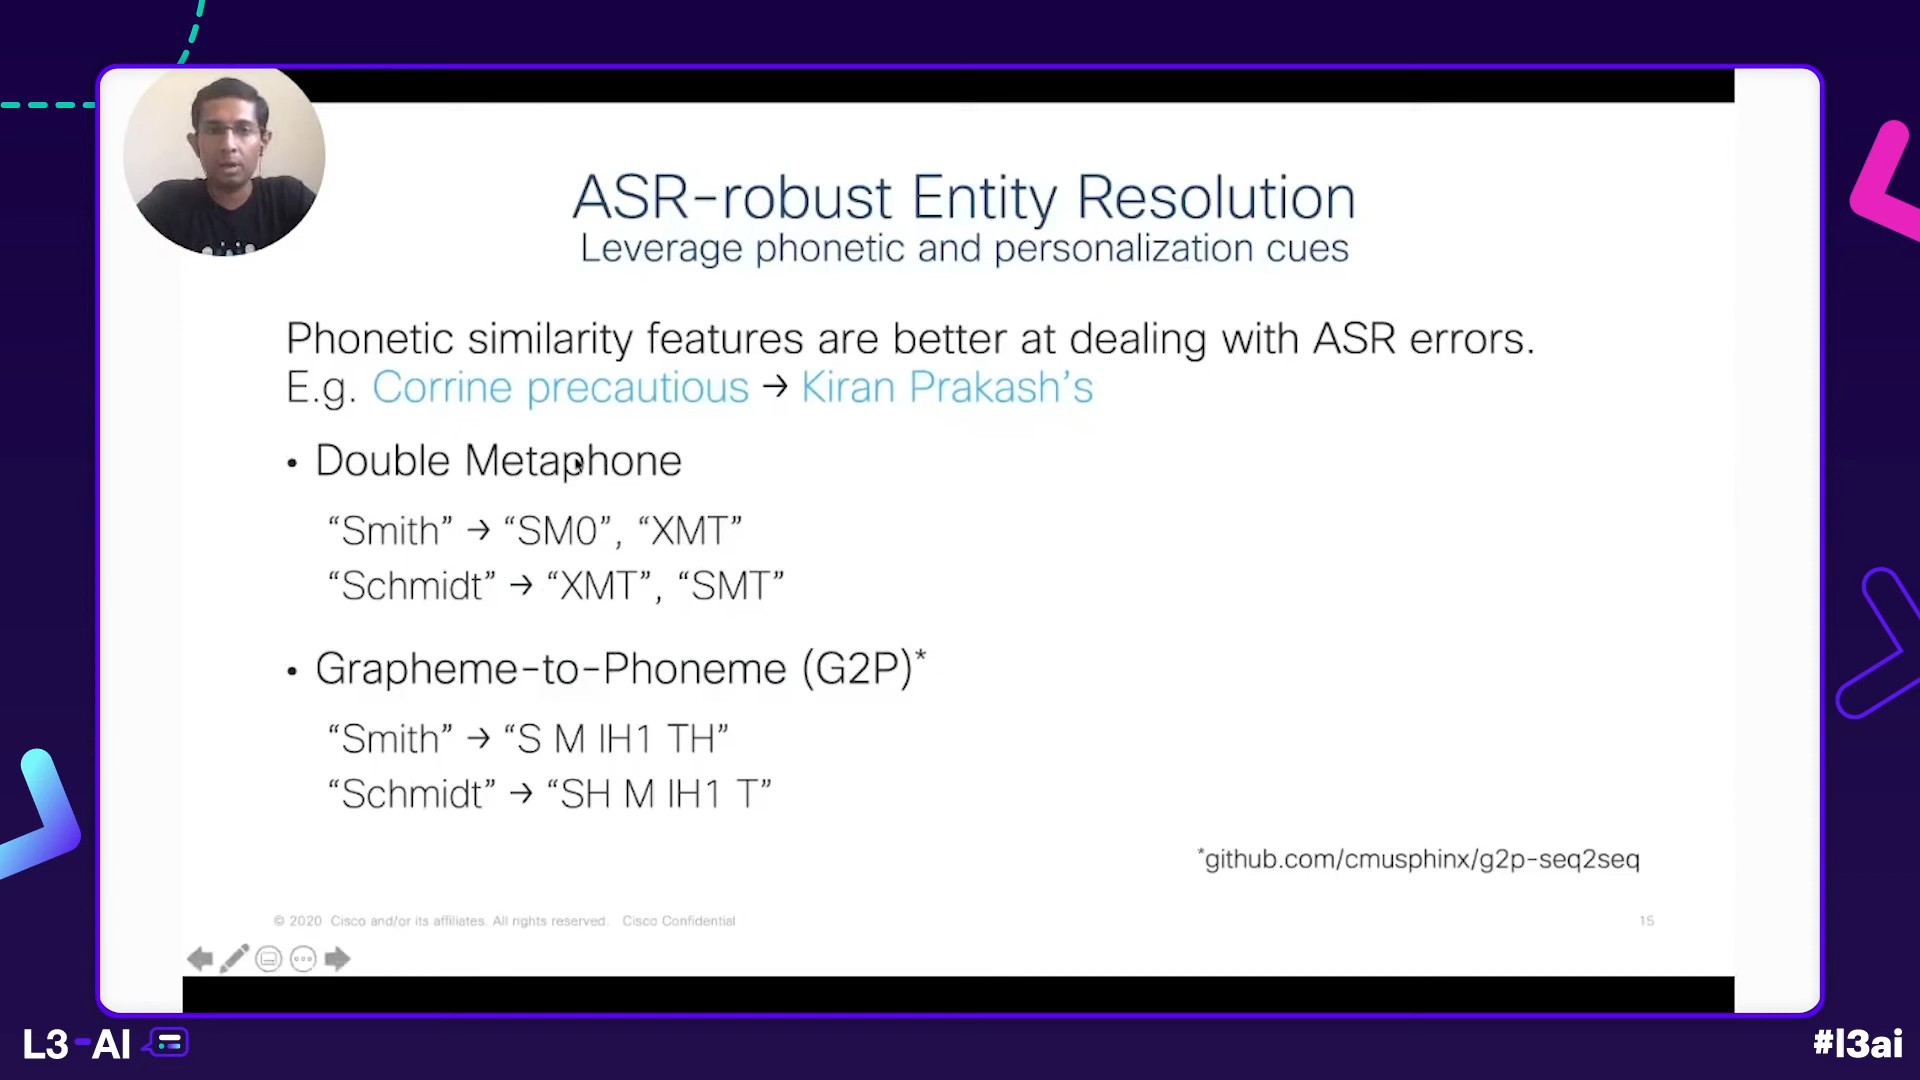 ASR-robust Entity Resolution
Leverage phonetic and personalization cues
Phonetic similarity features are better at dealing with ASR errors.
E.g. Corrine precautious → Kiran Prakash’s
• Double Metaphone
“Smith” → “SM0”, “XMT”
“Schmidt” → “XMT”, “SMT”
• Grapheme-to-Phoneme (G2P)*
“Smith” → “S M IH1 TH”
“Schmidt” → “SH M IH1 T”
*github.com/cmusphinx/g2p-seq2seq
© 2020 Cisco and/or its affiliates. All rights reserved. Cisco Confidential
15
L3-AI
#l3ai